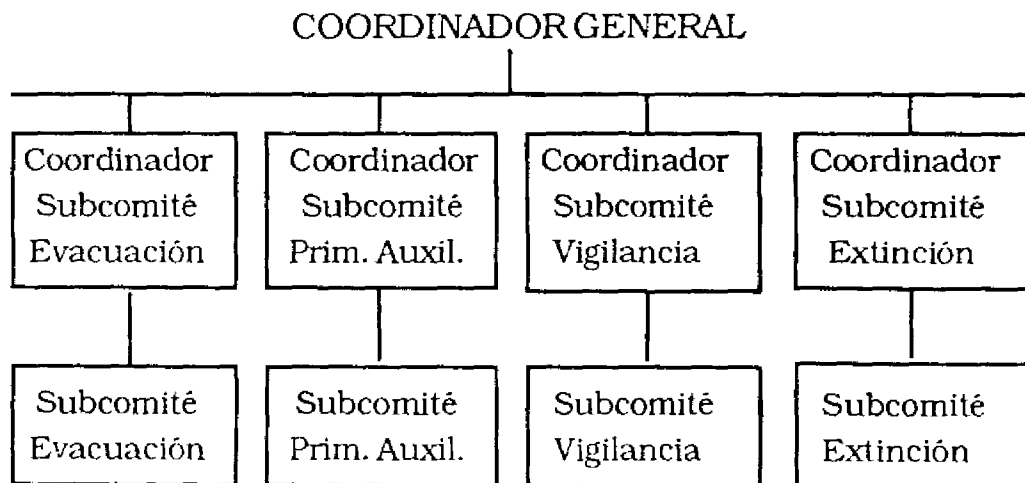 COORDINADOR GENERAL
Coordinador
Subcomité
Evacuación
Coordinador
Subcomité
Prim. Auxil.
Coordinador
Subcomité
Vigilancia
Coordinador
Subcomité
Extinción
Subcomité
Evacuación
Subcomité
Prim. Auxil.
Subcomité
Vigilancia
Subcomité
Extinción